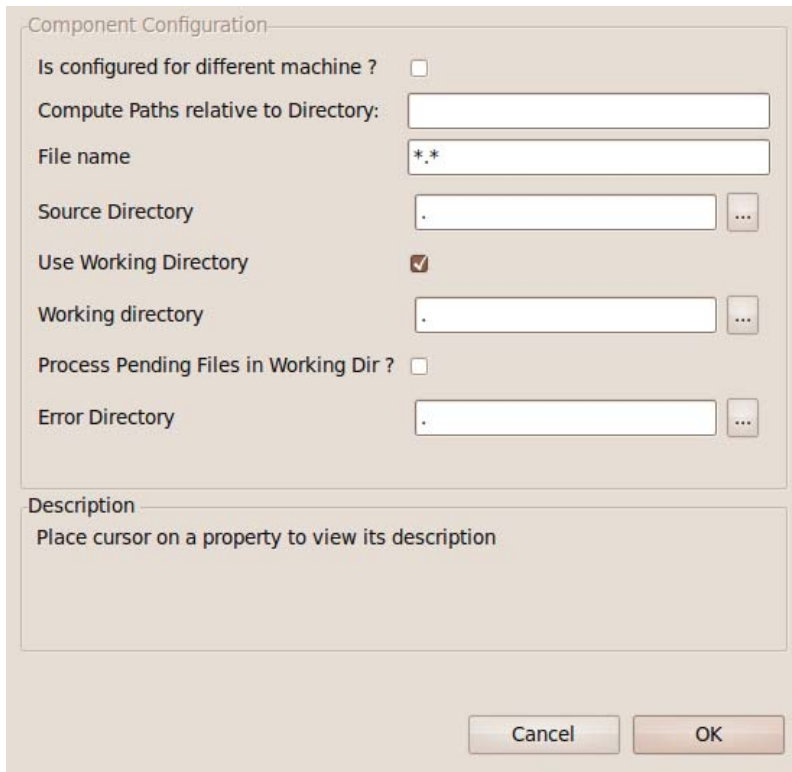 Component Configuration
Is configured for different machine ?
Compute Paths relative to Directory:
File name *.*
Source Directory . ...
Use Working Directory
Working directory . ...
Process Pending Files in Working Dir ?
Error Directory . ...
Description
Place cursor on a property to view its description
Cancel OK